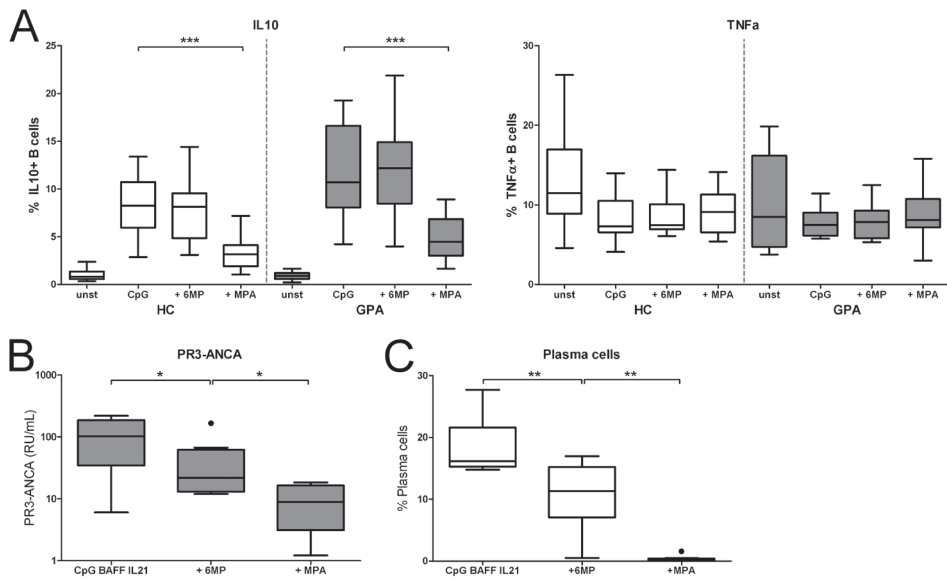 A
IL10
TNFa
% IL10+ B cells
25
20
15
10
5
0
***
***
unst
CpG
+ 6MP
+ MPA
unst
CpG
+ 6MP
+ MPA
HC
GPA
% TNFα+ B cells
30
20
10
0
unst
CpG
+ 6MP
+ MPA
unst
CpG
+ 6MP
+ MPA
HC
GPA
B
PR3-ANCA
PR3-ANCA (RU/mL)
1000
100
10
1
*
*
CpG BAFF IL21
+ 6MP
+ MPA
C
Plasma cells
% Plasma cells
30
20
10
0
**
**
CpG BAFF IL21
+6MP
+MPA